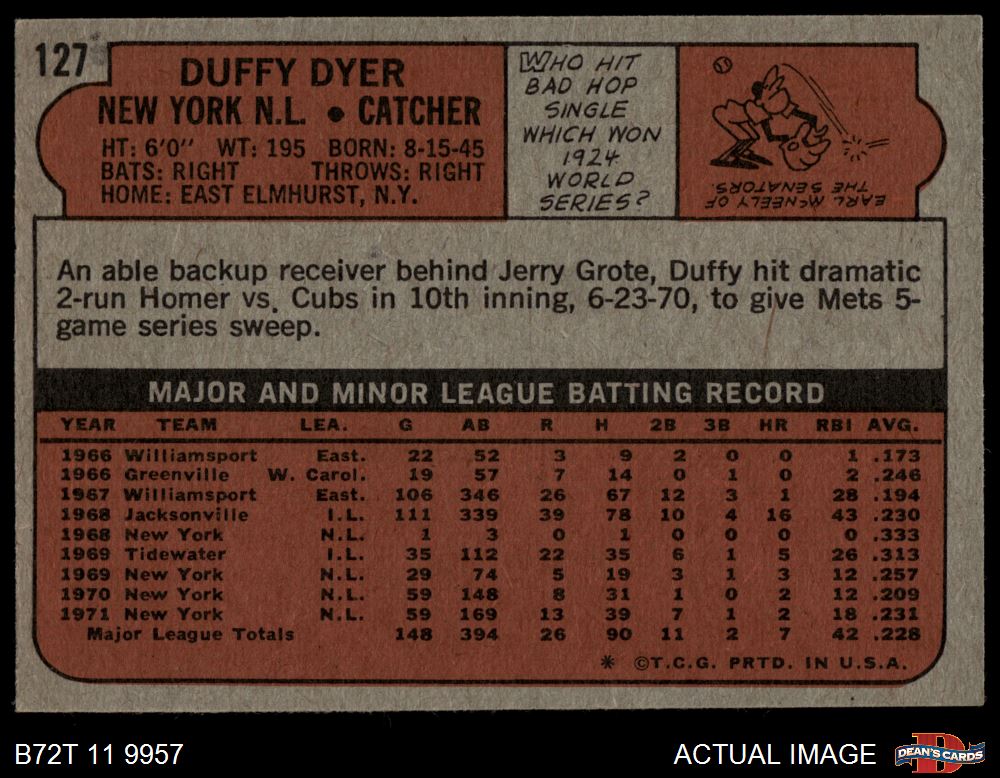 127
DUFFY DYER
NEW YORK N.L. • CATCHER
HT: 6'0" WT: 195 BORN: 8-15-45
BATS: RIGHT THROWS: RIGHT
HOME: EAST ELMHURST, N.Y.
WHO HIT
BAD HOP
SINGLE
WHICH WON
1924
WORLD
SERIES?
EARL McNEELY OF
THE SENATORS.
An able backup receiver behind Jerry Grote, Duffy hit dramatic
2-run Homer vs. Cubs in 10th inning, 6-23-70, to give Mets 5-
game series sweep.
MAJOR AND MINOR LEAGUE BATTING RECORD
YEAR TEAM LEA. G AB R H 2B 3B HR RBI AVG.
1966 Williamsport East. 22 52 3 9 2 0 0 1 .173
1966 Greenville W. Carol. 19 57 7 14 0 1 0 2 .246
1967 Williamsport East. 106 346 26 67 12 3 1 28 .194
1968 Jacksonville I.L. 111 339 39 78 10 4 16 43 .230
1968 New York N.L. 1 3 0 1 0 0 0 0 .333
1969 Tidewater I.L. 35 112 22 35 6 1 5 26 .313
1969 New York N.L. 29 74 5 19 3 1 3 12 .257
1970 New York N.L. 59 148 8 31 1 0 2 12 .209
1971 New York N.L. 59 169 13 39 7 1 2 18 .231
Major League Totals 148 394 26 90 11 2 7 42 .228
* ©T.C.G. PRTD. IN U.S.A.
B72T 11 9957
ACTUAL IMAGE
DEAN'S CARDS